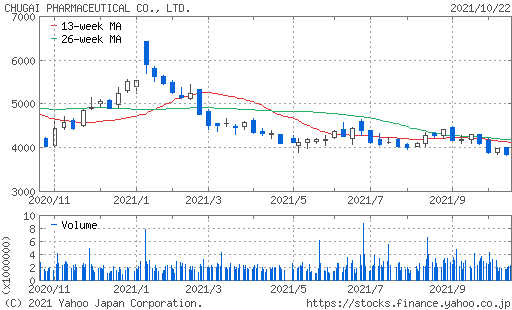 CHUGAI PHARMACEUTICAL CO., LTD. 2021/10/22
7000
13-week MA
26-week MA
6000
5000
4000
3000
2020/11 2021/1 2021/3 2021/5 2021/7 2021/9
10
Volume
8
6
4
2
0
(x1000000)
2020/11 2021/1 2021/3 2021/5 2021/7 2021/9
(C) 2021 Yahoo Japan Corporation. https://stocks.finance.yahoo.co.jp/